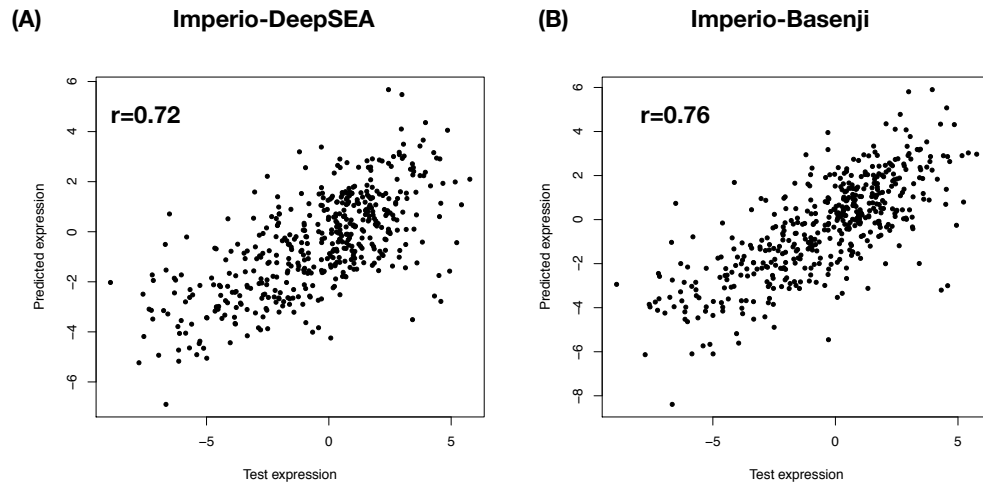 (A) Imperio-DeepSEA
r=0.72
Predicted expression
6
4
2
0
−2
−4
−6
−5 0 5
Test expression
(B) Imperio-Basenji
r=0.76
Predicted expression
6
4
2
0
−2
−4
−6
−8
−5 0 5
Test expression